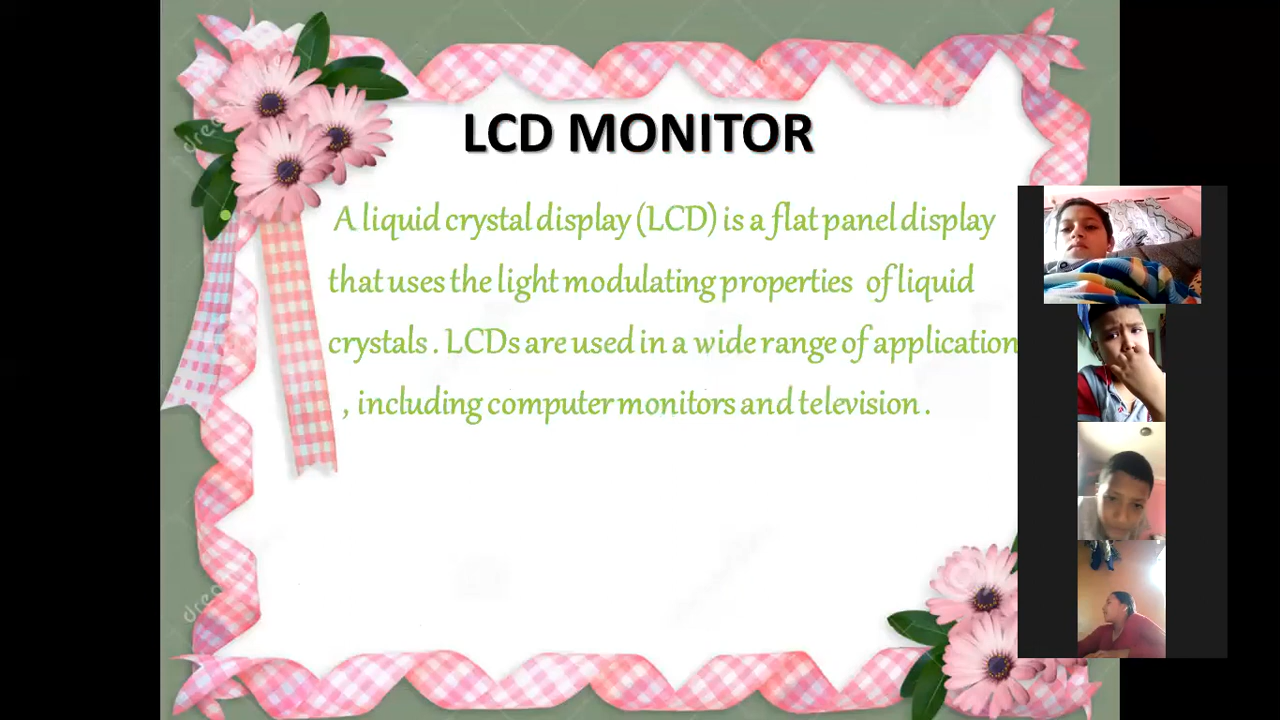 LCD MONITOR
A liquid crystal display (LCD) is a flat panel display
that uses the light modulating properties of liquid
crystals . LCDs are used in a wide range of application
, including computer monitors and television .